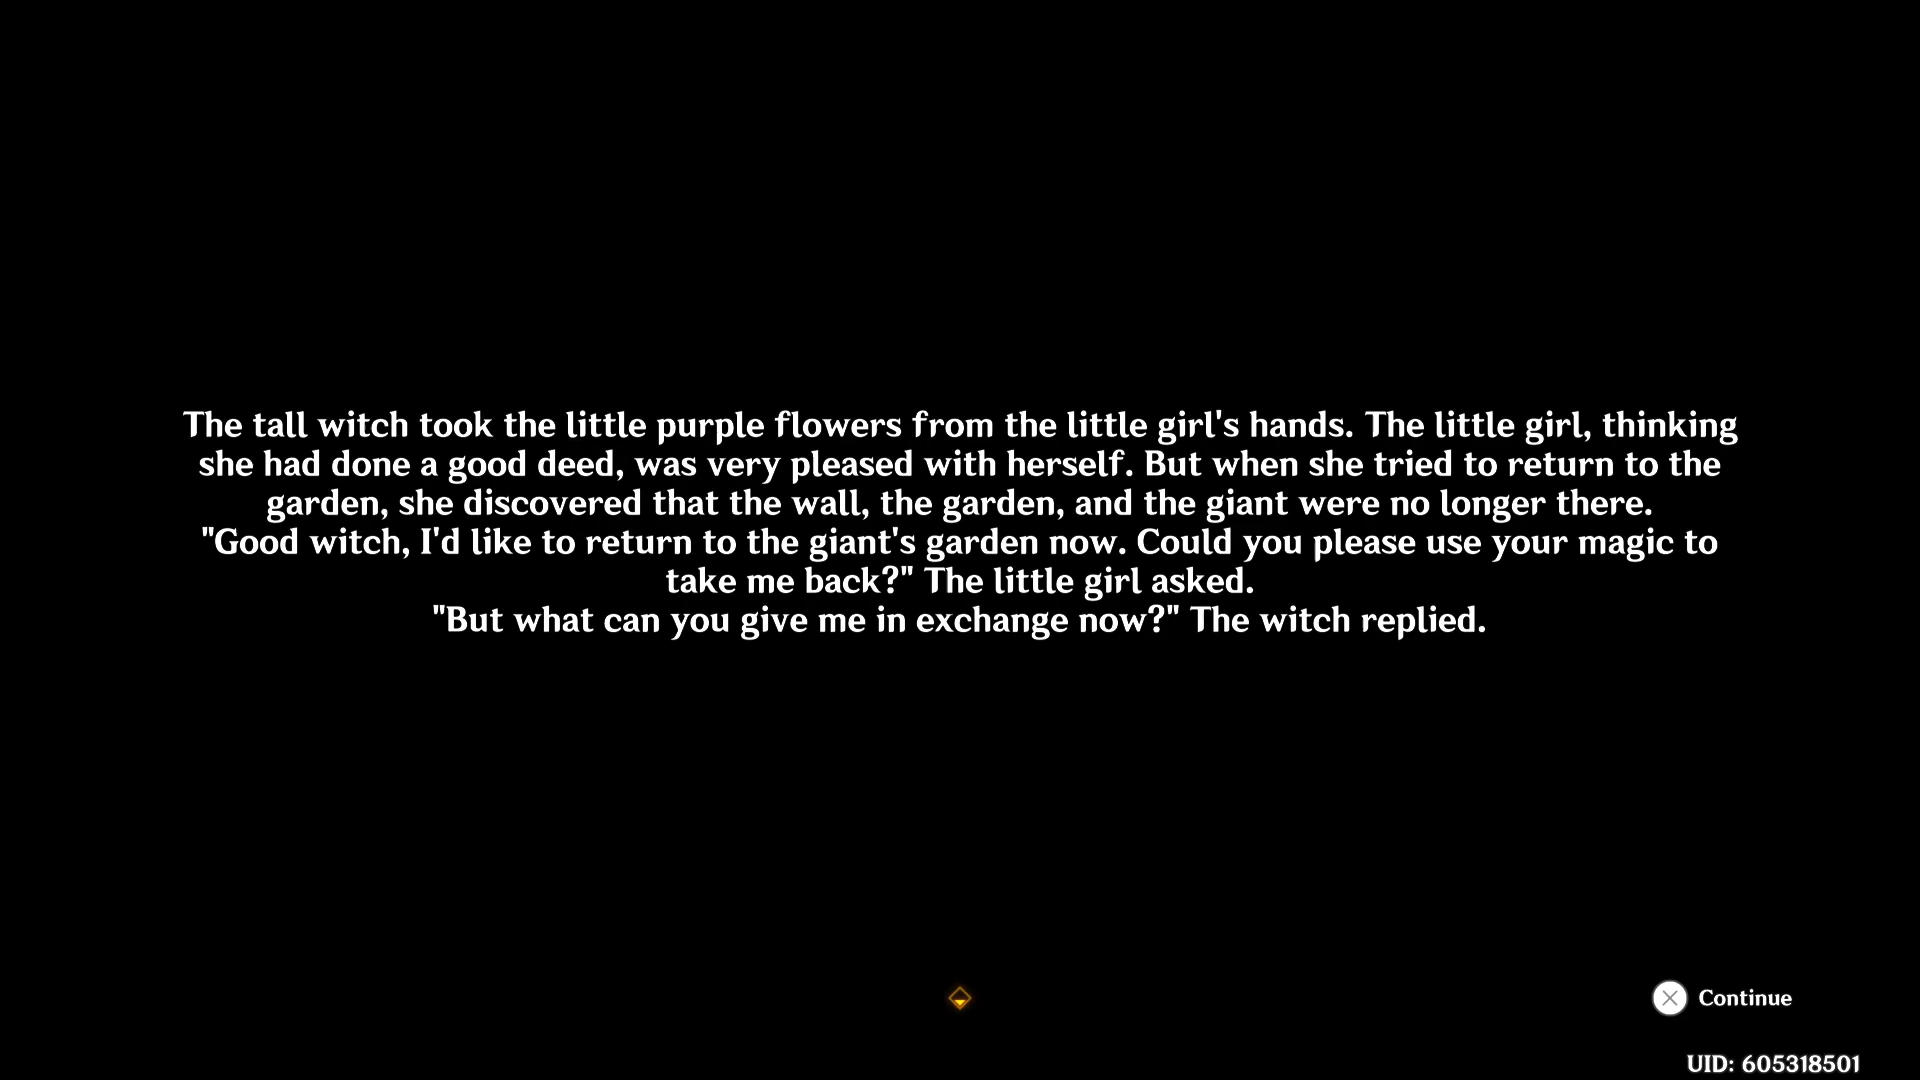 The tall witch took the little purple flowers from the little girl's hands. The little girl, thinking
she had done a good deed, was very pleased with herself. But when she tried to return to the
garden, she discovered that the wall, the garden, and the giant were no longer there.
"Good witch, I'd like to return to the giant's garden now. Could you please use your magic to
take me back?" The little girl asked.
"But what can you give me in exchange now?" The witch replied.
Continue
UID: 605318501